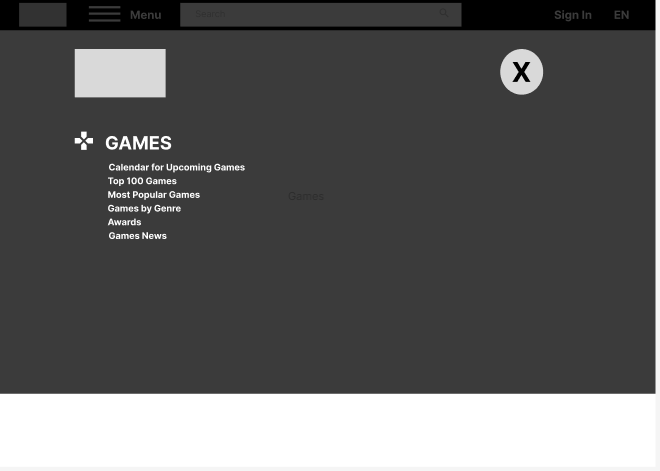 Menu
Search
Sign In
EN
X
GAMES
Calendar for Upcoming Games
Top 100 Games
Most Popular Games
Games
Games by Genre
Awards
Games News